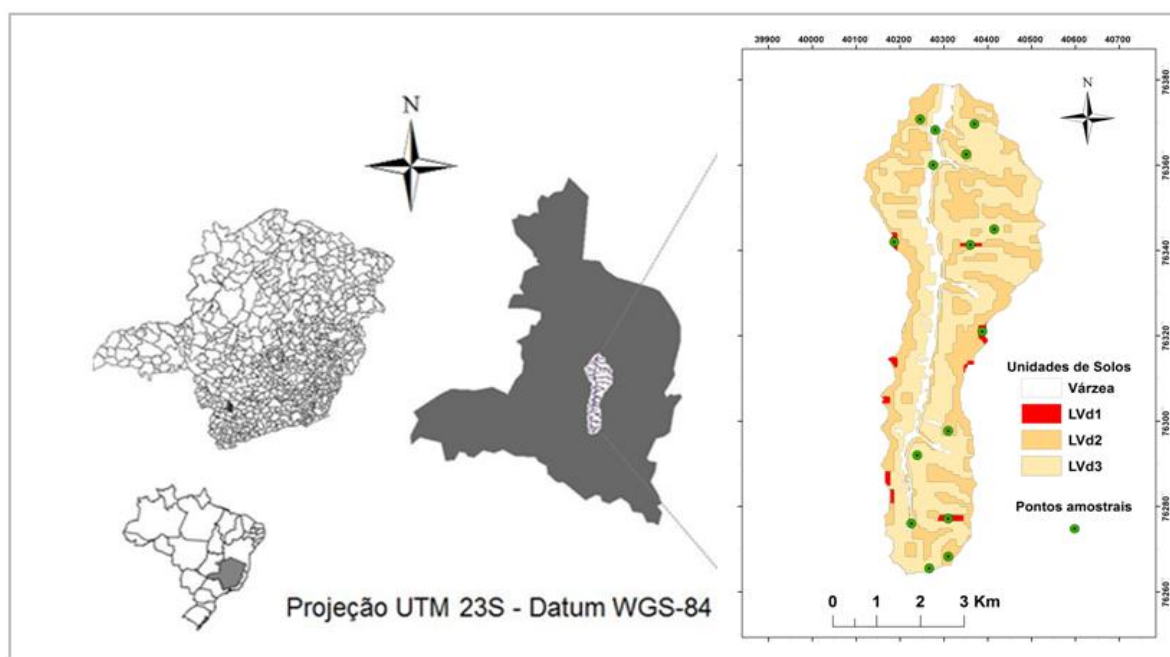 N
Projeção UTM 23S - Datum WGS-84
39900 40000 40100 40200 40300 40400 40500 40600 40700
N
76380
76360
76340
76320
76300
76280
76260
Unidades de Solos
Várzea
LVd1
LVd2
LVd3
Pontos amostrais
0 1 2 3 Km